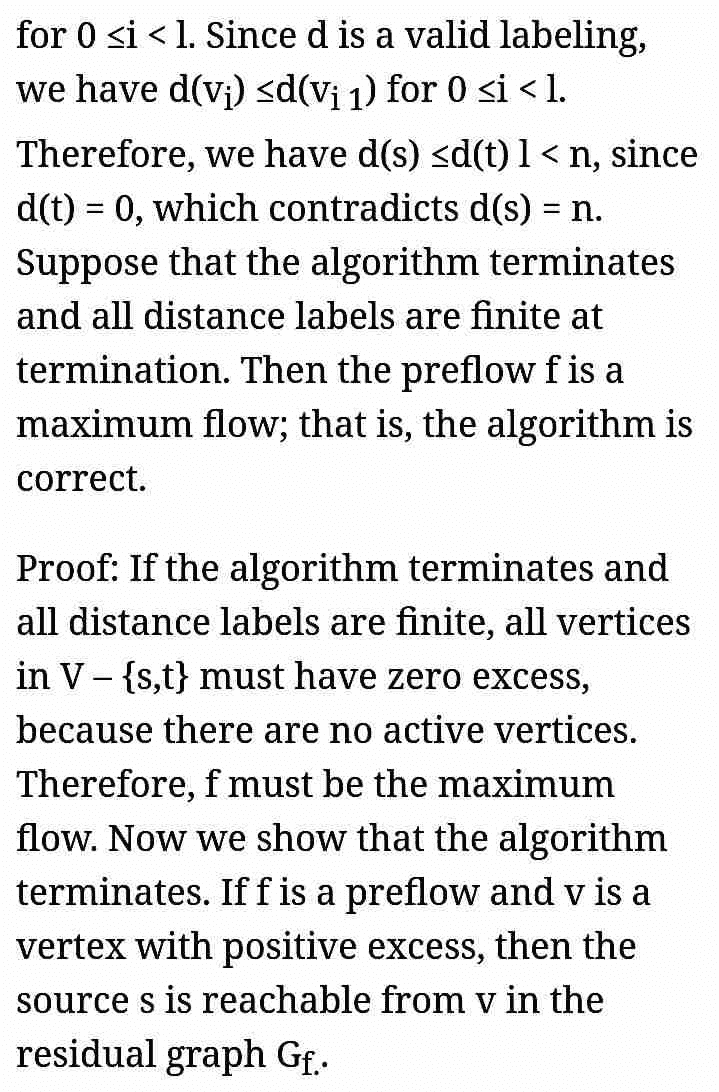 for 0 ≤i < l. Since d is a valid labeling,
we have d(vi) ≤d(vi 1) for 0 ≤i < l.
Therefore, we have d(s) ≤d(t) l < n, since
d(t) = 0, which contradicts d(s) = n.
Suppose that the algorithm terminates
and all distance labels are finite at
termination. Then the preflow f is a
maximum flow; that is, the algorithm is
correct.
Proof: If the algorithm terminates and
all distance labels are finite, all vertices
in V – {s,t} must have zero excess,
because there are no active vertices.
Therefore, f must be the maximum
flow. Now we show that the algorithm
terminates. If f is a preflow and v is a
vertex with positive excess, then the
source s is reachable from v in the
residual graph Gf..